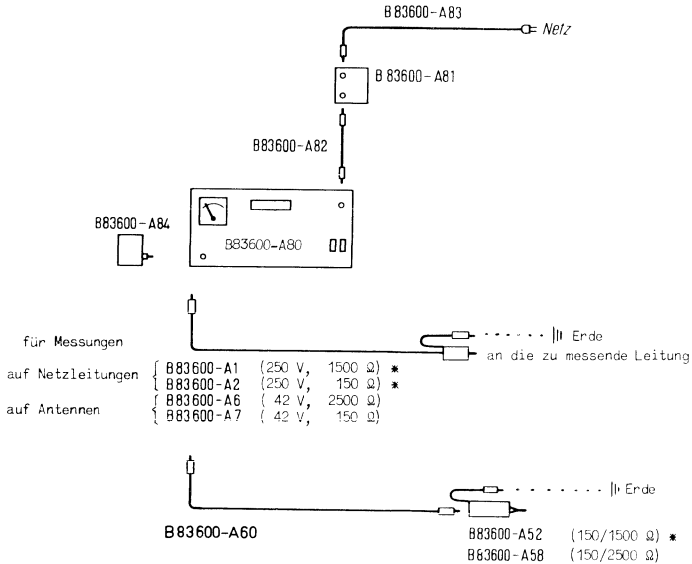 B83600-A83
Netz
B83600-A81
B83600-A82
B83600-A84
B83600-A80
Erde
für Messungen
an die zu messende Leitung
auf Netzleitungen { B83600-A1 (250 V, 1500 Ω) *
B83600-A2 (250 V, 150 Ω) *
auf Antennen { B83600-A6 ( 42 V, 2500 Ω)
B83600-A7 ( 42 V, 150 Ω)
Erde
B83600-A60
B83600-A52 (150/1500 Ω) *
B83600-A58 (150/2500 Ω)